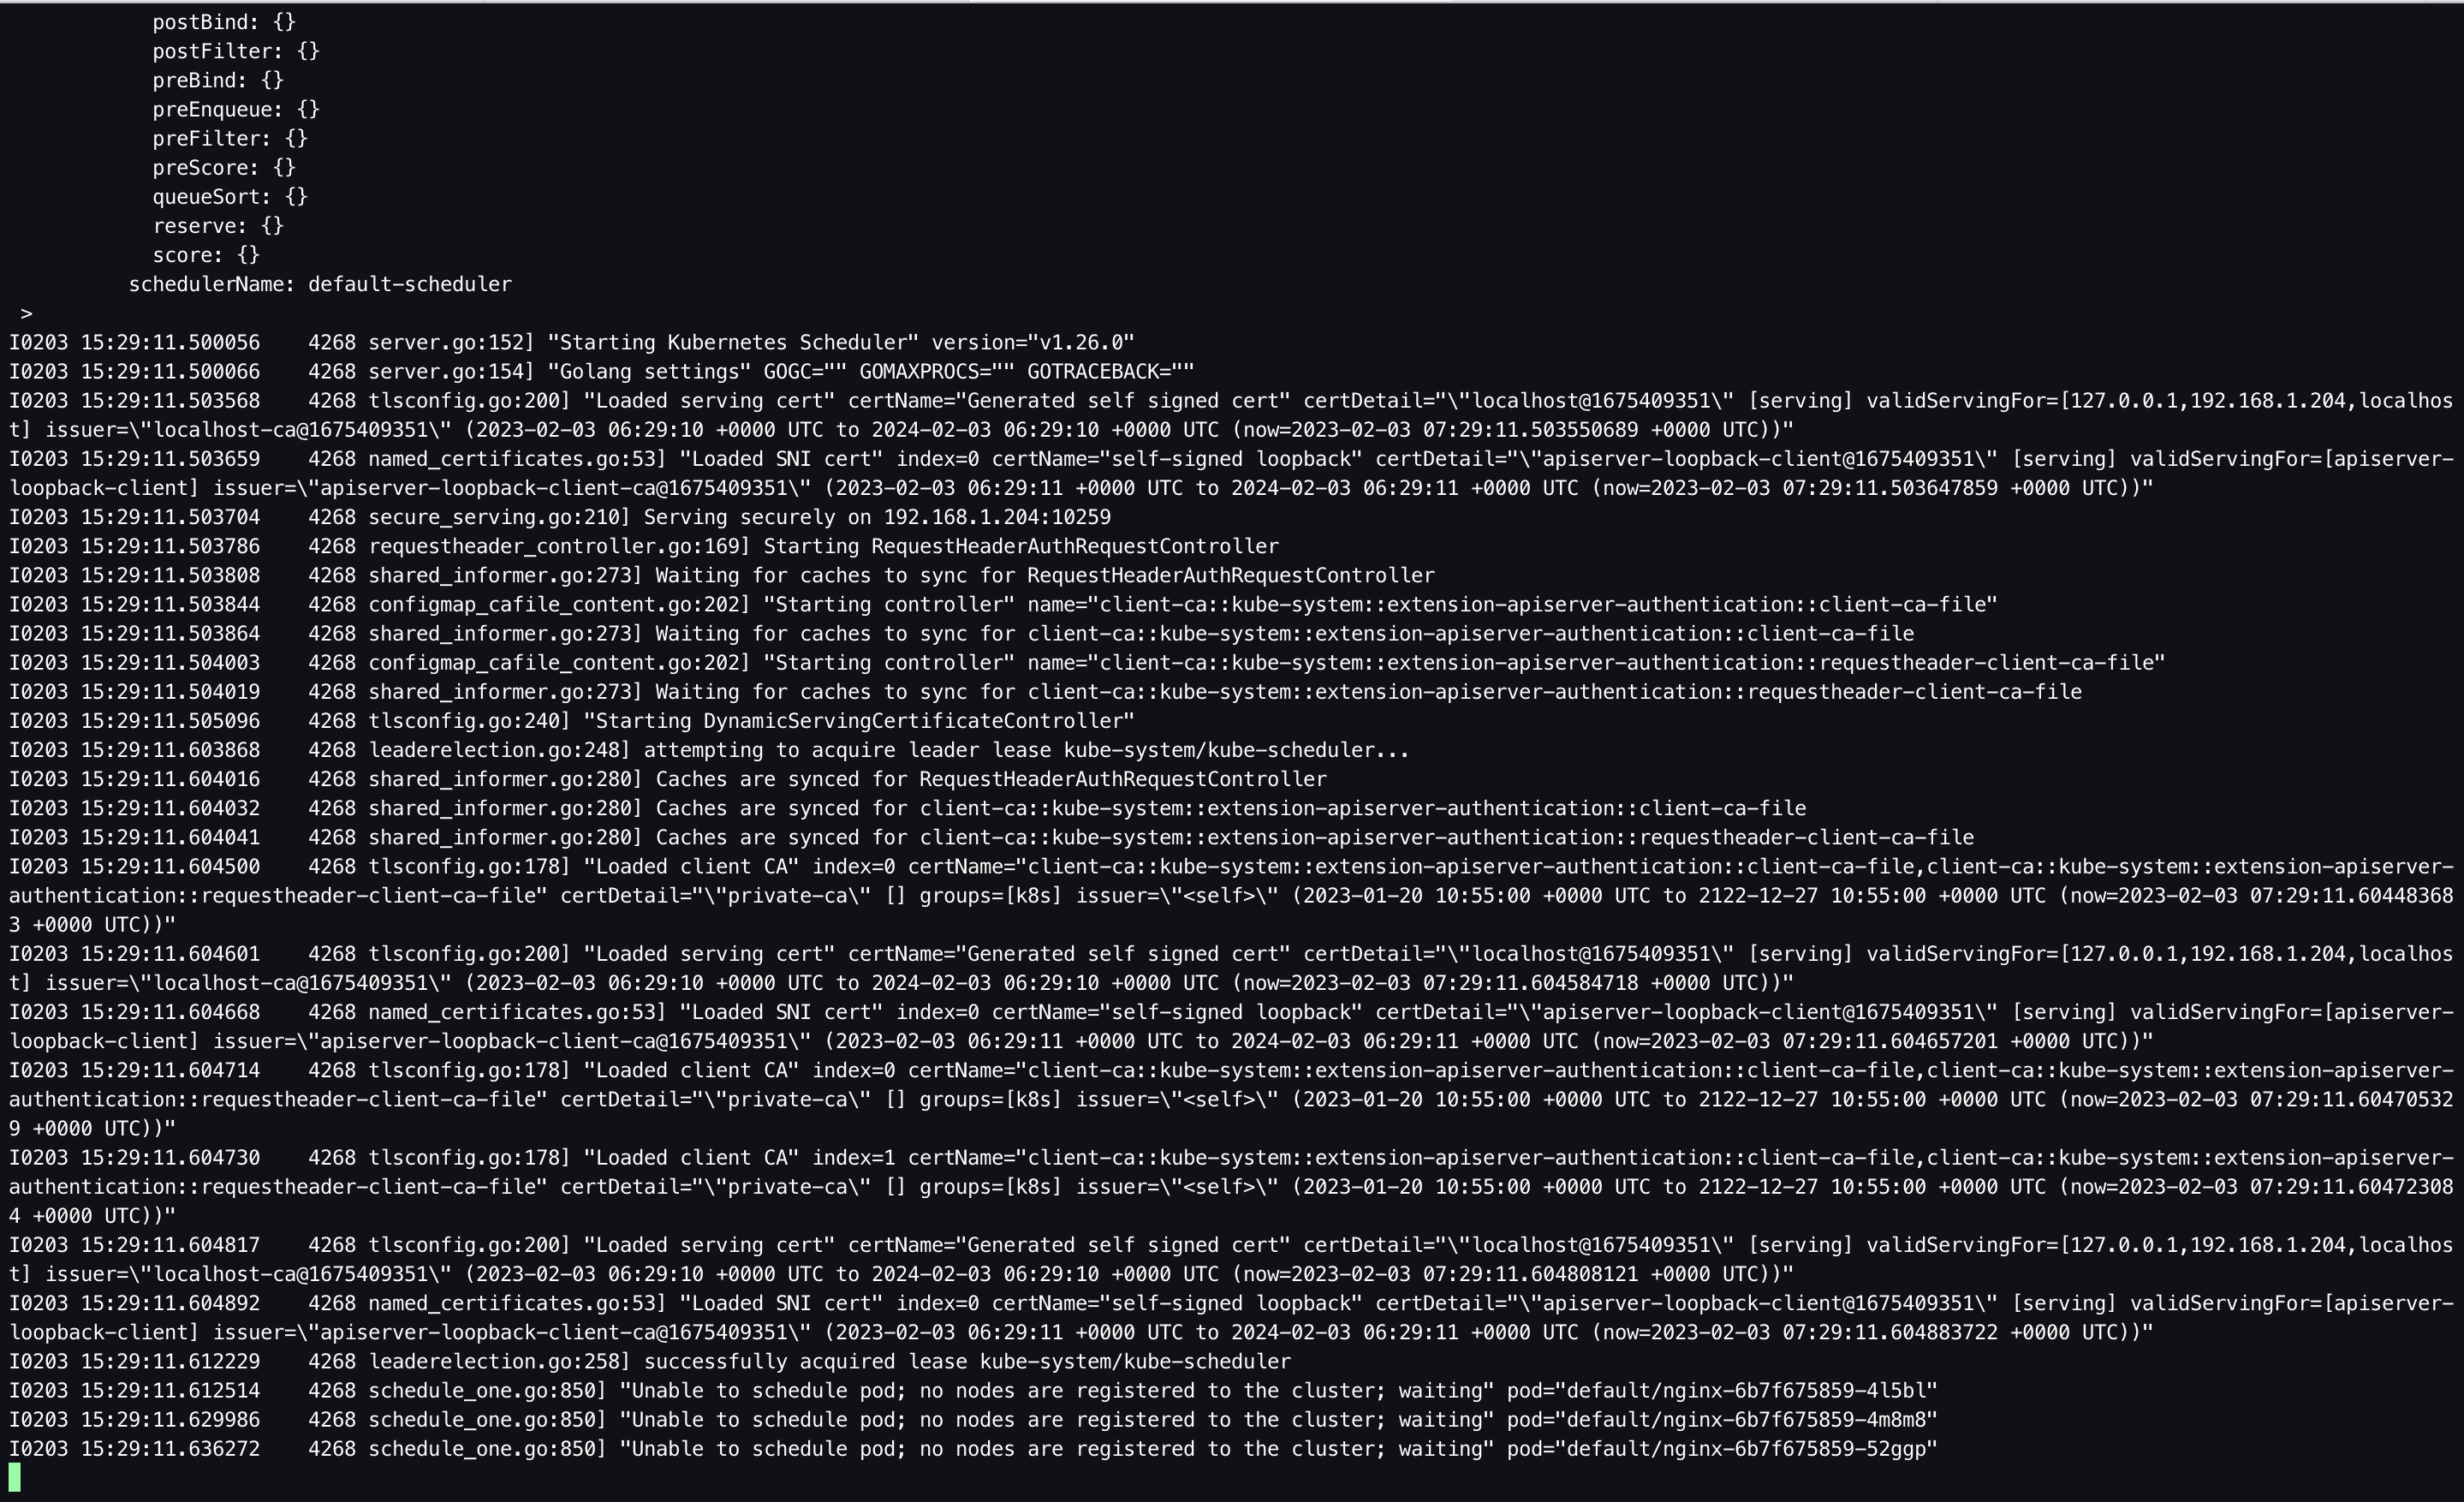 postBind: {}
postFilter: {}
preBind: {}
preEnqueue: {}
preFilter: {}
preScore: {}
queueSort: {}
reserve: {}
score: {}
schedulerName: default-scheduler
>
I0203 15:29:11.500056    4268 server.go:152] "Starting Kubernetes Scheduler" version="v1.26.0"
I0203 15:29:11.500066    4268 server.go:154] "Golang settings" GOGC="" GOMAXPROCS="" GOTRACEBACK=""
I0203 15:29:11.503568    4268 tlsconfig.go:200] "Loaded serving cert" certName="Generated self signed cert" certDetail="\"localhost@1675409351\" [serving] validServingFor=[127.0.0.1,192.168.1.204,localhos
t] issuer=\"localhost-ca@1675409351\" (2023-02-03 06:29:10 +0000 UTC to 2024-02-03 06:29:10 +0000 UTC (now=2023-02-03 07:29:11.503550689 +0000 UTC))"
I0203 15:29:11.503659    4268 named_certificates.go:53] "Loaded SNI cert" index=0 certName="self-signed loopback" certDetail="\"apiserver-loopback-client@1675409351\" [serving] validServingFor=[apiserver-
loopback-client] issuer=\"apiserver-loopback-client-ca@1675409351\" (2023-02-03 06:29:11 +0000 UTC to 2024-02-03 06:29:11 +0000 UTC (now=2023-02-03 07:29:11.503647859 +0000 UTC))"
I0203 15:29:11.503704    4268 secure_serving.go:210] Serving securely on 192.168.1.204:10259
I0203 15:29:11.503786    4268 requestheader_controller.go:169] Starting RequestHeaderAuthRequestController
I0203 15:29:11.503808    4268 shared_informer.go:273] Waiting for caches to sync for RequestHeaderAuthRequestController
I0203 15:29:11.503844    4268 configmap_cafile_content.go:202] "Starting controller" name="client-ca::kube-system::extension-apiserver-authentication::client-ca-file"
I0203 15:29:11.503864    4268 shared_informer.go:273] Waiting for caches to sync for client-ca::kube-system::extension-apiserver-authentication::client-ca-file
I0203 15:29:11.504003    4268 configmap_cafile_content.go:202] "Starting controller" name="client-ca::kube-system::extension-apiserver-authentication::requestheader-client-ca-file"
I0203 15:29:11.504019    4268 shared_informer.go:273] Waiting for caches to sync for client-ca::kube-system::extension-apiserver-authentication::requestheader-client-ca-file
I0203 15:29:11.505096    4268 tlsconfig.go:240] "Starting DynamicServingCertificateController"
I0203 15:29:11.603868    4268 leaderelection.go:248] attempting to acquire leader lease kube-system/kube-scheduler...
I0203 15:29:11.604016    4268 shared_informer.go:280] Caches are synced for RequestHeaderAuthRequestController
I0203 15:29:11.604032    4268 shared_informer.go:280] Caches are synced for client-ca::kube-system::extension-apiserver-authentication::client-ca-file
I0203 15:29:11.604041    4268 shared_informer.go:280] Caches are synced for client-ca::kube-system::extension-apiserver-authentication::requestheader-client-ca-file
I0203 15:29:11.604500    4268 tlsconfig.go:178] "Loaded client CA" index=0 certName="client-ca::kube-system::extension-apiserver-authentication::client-ca-file,client-ca::kube-system::extension-apiserver-
authentication::requestheader-client-ca-file" certDetail="\"private-ca\" [] groups=[k8s] issuer=\"<self>\" (2023-01-20 10:55:00 +0000 UTC to 2122-12-27 10:55:00 +0000 UTC (now=2023-02-03 07:29:11.60448368
3 +0000 UTC))"
I0203 15:29:11.604601    4268 tlsconfig.go:200] "Loaded serving cert" certName="Generated self signed cert" certDetail="\"localhost@1675409351\" [serving] validServingFor=[127.0.0.1,192.168.1.204,localhos
t] issuer=\"localhost-ca@1675409351\" (2023-02-03 06:29:10 +0000 UTC to 2024-02-03 06:29:10 +0000 UTC (now=2023-02-03 07:29:11.604584718 +0000 UTC))"
I0203 15:29:11.604668    4268 named_certificates.go:53] "Loaded SNI cert" index=0 certName="self-signed loopback" certDetail="\"apiserver-loopback-client@1675409351\" [serving] validServingFor=[apiserver-
loopback-client] issuer=\"apiserver-loopback-client-ca@1675409351\" (2023-02-03 06:29:11 +0000 UTC to 2024-02-03 06:29:11 +0000 UTC (now=2023-02-03 07:29:11.604657201 +0000 UTC))"
I0203 15:29:11.604714    4268 tlsconfig.go:178] "Loaded client CA" index=0 certName="client-ca::kube-system::extension-apiserver-authentication::client-ca-file,client-ca::kube-system::extension-apiserver-
authentication::requestheader-client-ca-file" certDetail="\"private-ca\" [] groups=[k8s] issuer=\"<self>\" (2023-01-20 10:55:00 +0000 UTC to 2122-12-27 10:55:00 +0000 UTC (now=2023-02-03 07:29:11.60470532
9 +0000 UTC))"
I0203 15:29:11.604730    4268 tlsconfig.go:178] "Loaded client CA" index=1 certName="client-ca::kube-system::extension-apiserver-authentication::client-ca-file,client-ca::kube-system::extension-apiserver-
authentication::requestheader-client-ca-file" certDetail="\"private-ca\" [] groups=[k8s] issuer=\"<self>\" (2023-01-20 10:55:00 +0000 UTC to 2122-12-27 10:55:00 +0000 UTC (now=2023-02-03 07:29:11.60472308
4 +0000 UTC))"
I0203 15:29:11.604817    4268 tlsconfig.go:200] "Loaded serving cert" certName="Generated self signed cert" certDetail="\"localhost@1675409351\" [serving] validServingFor=[127.0.0.1,192.168.1.204,localhos
t] issuer=\"localhost-ca@1675409351\" (2023-02-03 06:29:10 +0000 UTC to 2024-02-03 06:29:10 +0000 UTC (now=2023-02-03 07:29:11.604808121 +0000 UTC))"
I0203 15:29:11.604892    4268 named_certificates.go:53] "Loaded SNI cert" index=0 certName="self-signed loopback" certDetail="\"apiserver-loopback-client@1675409351\" [serving] validServingFor=[apiserver-
loopback-client] issuer=\"apiserver-loopback-client-ca@1675409351\" (2023-02-03 06:29:11 +0000 UTC to 2024-02-03 06:29:11 +0000 UTC (now=2023-02-03 07:29:11.604883722 +0000 UTC))"
I0203 15:29:11.612229    4268 leaderelection.go:258] successfully acquired lease kube-system/kube-scheduler
I0203 15:29:11.612514    4268 schedule_one.go:850] "Unable to schedule pod; no nodes are registered to the cluster; waiting" pod="default/nginx-6b7f675859-4l5bl"
I0203 15:29:11.629986    4268 schedule_one.go:850] "Unable to schedule pod; no nodes are registered to the cluster; waiting" pod="default/nginx-6b7f675859-4m8m8"
I0203 15:29:11.636272    4268 schedule_one.go:850] "Unable to schedule pod; no nodes are registered to the cluster; waiting" pod="default/nginx-6b7f675859-52ggp"